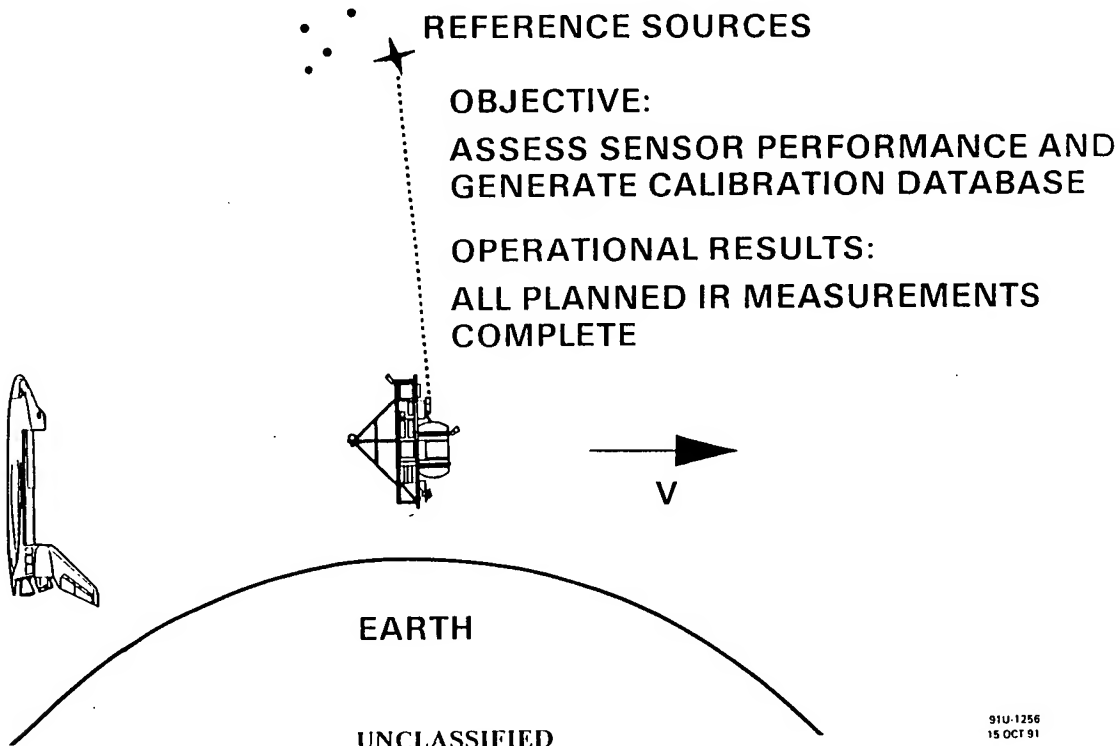 REFERENCE SOURCES
OBJECTIVE:
ASSESS SENSOR PERFORMANCE AND
GENERATE CALIBRATION DATABASE
OPERATIONAL RESULTS:
ALL PLANNED IR MEASUREMENTS
COMPLETE
V
EARTH
UNCLASSIFIED
91U-1256
15 OCT 91